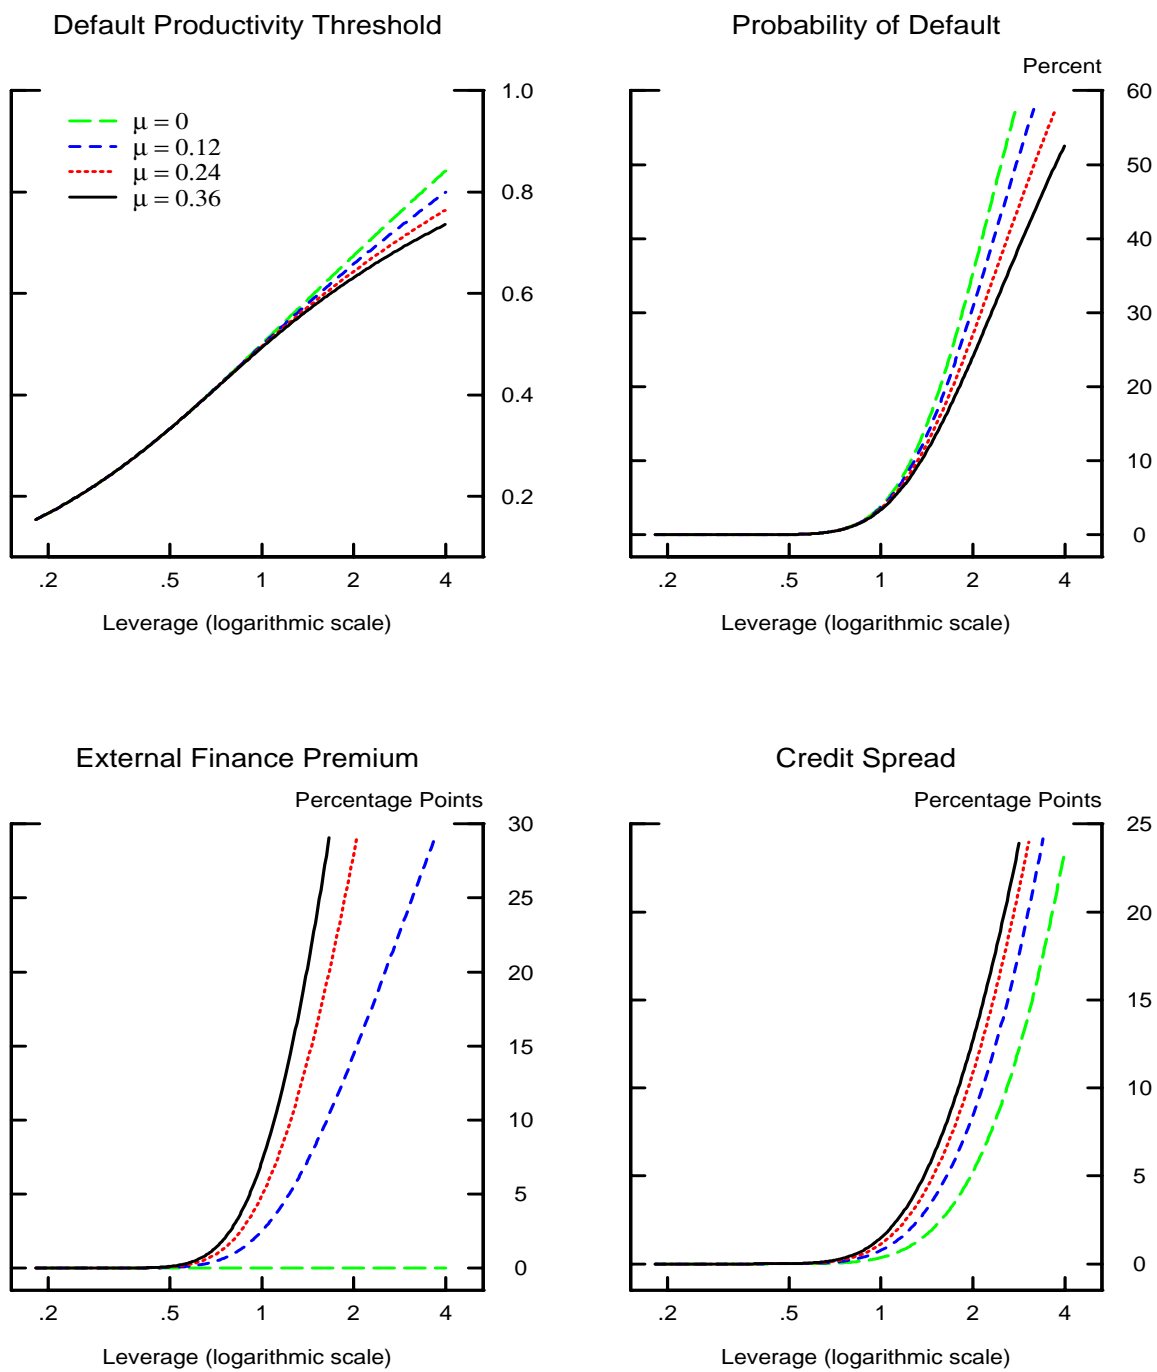 Default Productivity Threshold
1.0
0.8
0.6
0.4
0.2
μ = 0
μ = 0.12
μ = 0.24
μ = 0.36
.2 .5 1 2 4
Leverage (logarithmic scale)
Probability of Default
Percent
60
50
40
30
20
10
0
.2 .5 1 2 4
Leverage (logarithmic scale)
External Finance Premium
Percentage Points
30
25
20
15
10
5
0
.2 .5 1 2 4
Leverage (logarithmic scale)
Credit Spread
Percentage Points
25
20
15
10
5
0
.2 .5 1 2 4
Leverage (logarithmic scale)